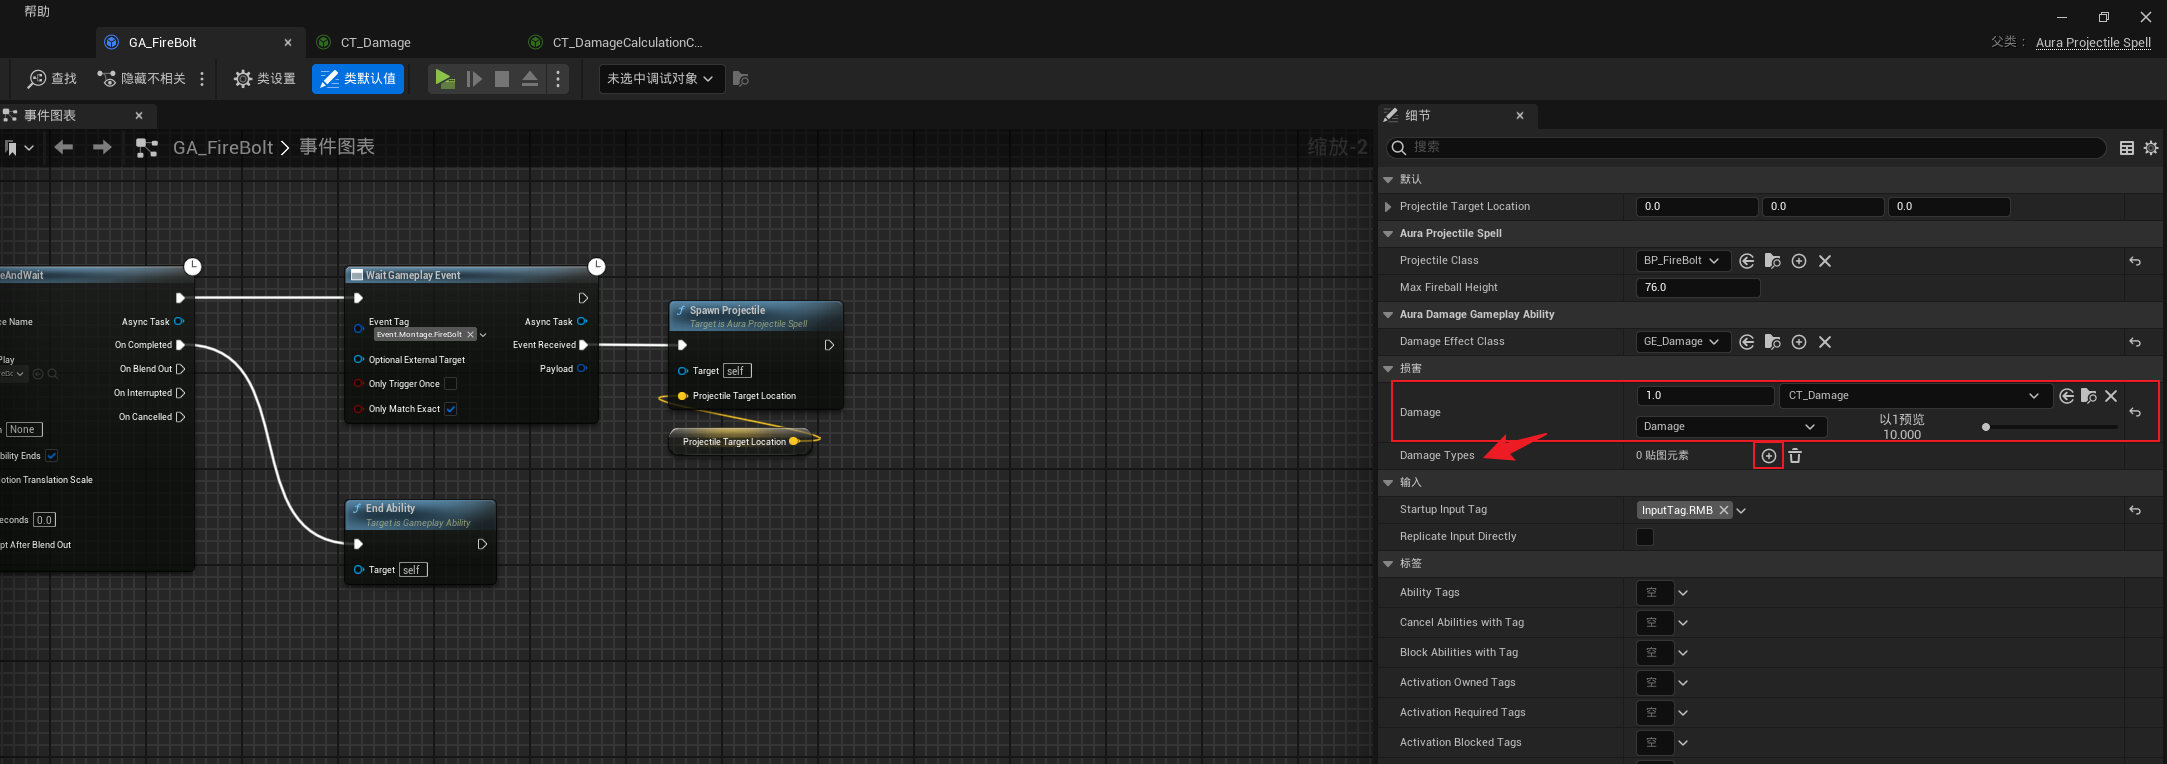 帮助
GA_FireBolt
CT_Damage
CT_DamageCalculationC...
父类：
Aura Projectile Spell
查找
隐藏不相关
类设置
类默认值
未选中调试对象
事件图表
细节
GA_FireBolt > 事件图表
缩放-2
搜索
eAndWait
ce Name
Async Task
On Completed
Play
On Blend Out
On Interrupted
On Cancelled
None
bility Ends
otion Translation Scale
econds 0.0
pt After Blend Out
Wait Gameplay Event
Event Tag
Event.Montage.FireBolt
Async Task
Event Received
Optional External Target
Payload
Only Trigger Once
Only Match Exact
Spawn Projectile
Target is Aura Projectile Spell
Target self
Projectile Target Location
Projectile Target Location
End Ability
Target is Gameplay Ability
Target self
默认
Projectile Target Location 0.0 0.0 0.0
Aura Projectile Spell
Projectile Class BP_FireBolt
Max Fireball Height 76.0
Aura Damage Gameplay Ability
Damage Effect Class GE_Damage
损害
Damage
1.0 CT_Damage
Damage
以1预览
10.000
Damage Types 0 贴图元素
输入
Startup Input Tag InputTag.RMB
Replicate Input Directly
标签
Ability Tags 空
Cancel Abilities with Tag 空
Block Abilities with Tag 空
Activation Owned Tags 空
Activation Required Tags 空
Activation Blocked Tags 空